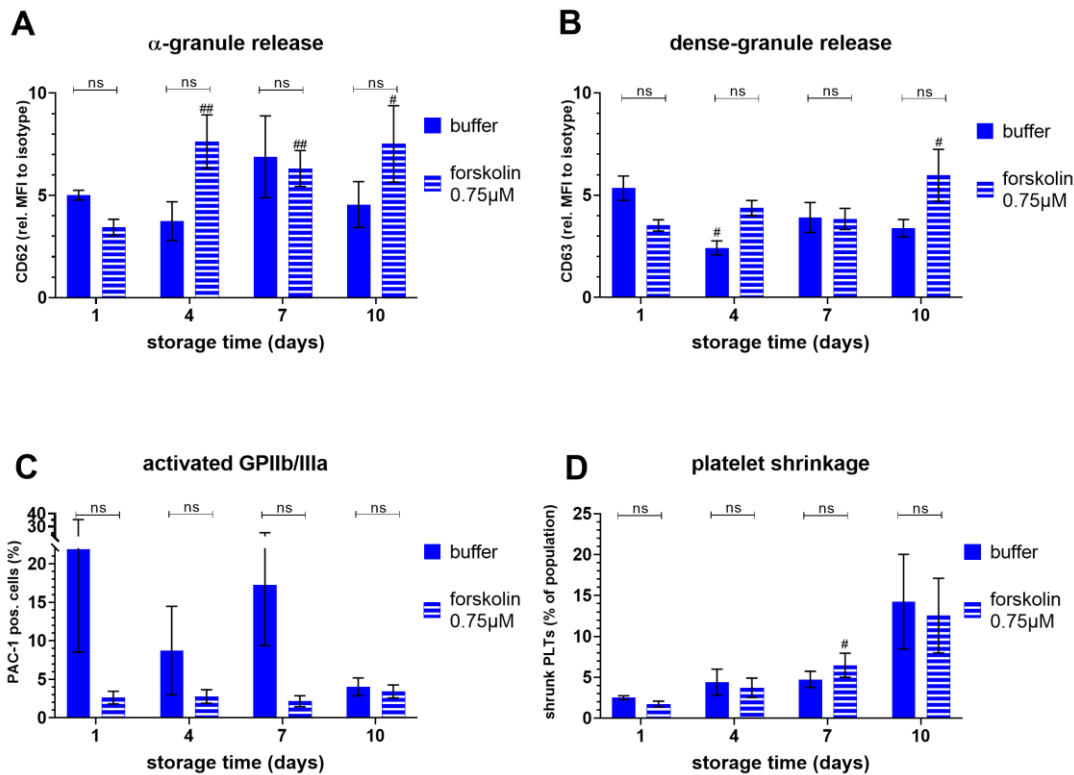 A
α-granule release
CD62 (rel. MFI to isotype)
10
5
0
ns
ns
ns
ns
##
##
#
1
4
7
10
storage time (days)
buffer
forskolin
0.75µM
B
dense-granule release
CD63 (rel. MFI to isotype)
10
5
0
ns
ns
ns
ns
#
#
1
4
7
10
storage time (days)
buffer
forskolin
0.75µM
C
activated GPIIb/IIIa
PAC-1 pos. cells (%)
40
30
20
15
10
5
0
ns
ns
ns
ns
1
4
7
10
storage time (days)
buffer
forskolin
0.75µM
D
platelet shrinkage
shrunk PLTs (% of population)
25
20
15
10
5
0
ns
ns
ns
ns
#
1
4
7
10
storage time (days)
buffer
forskolin
0.75µM